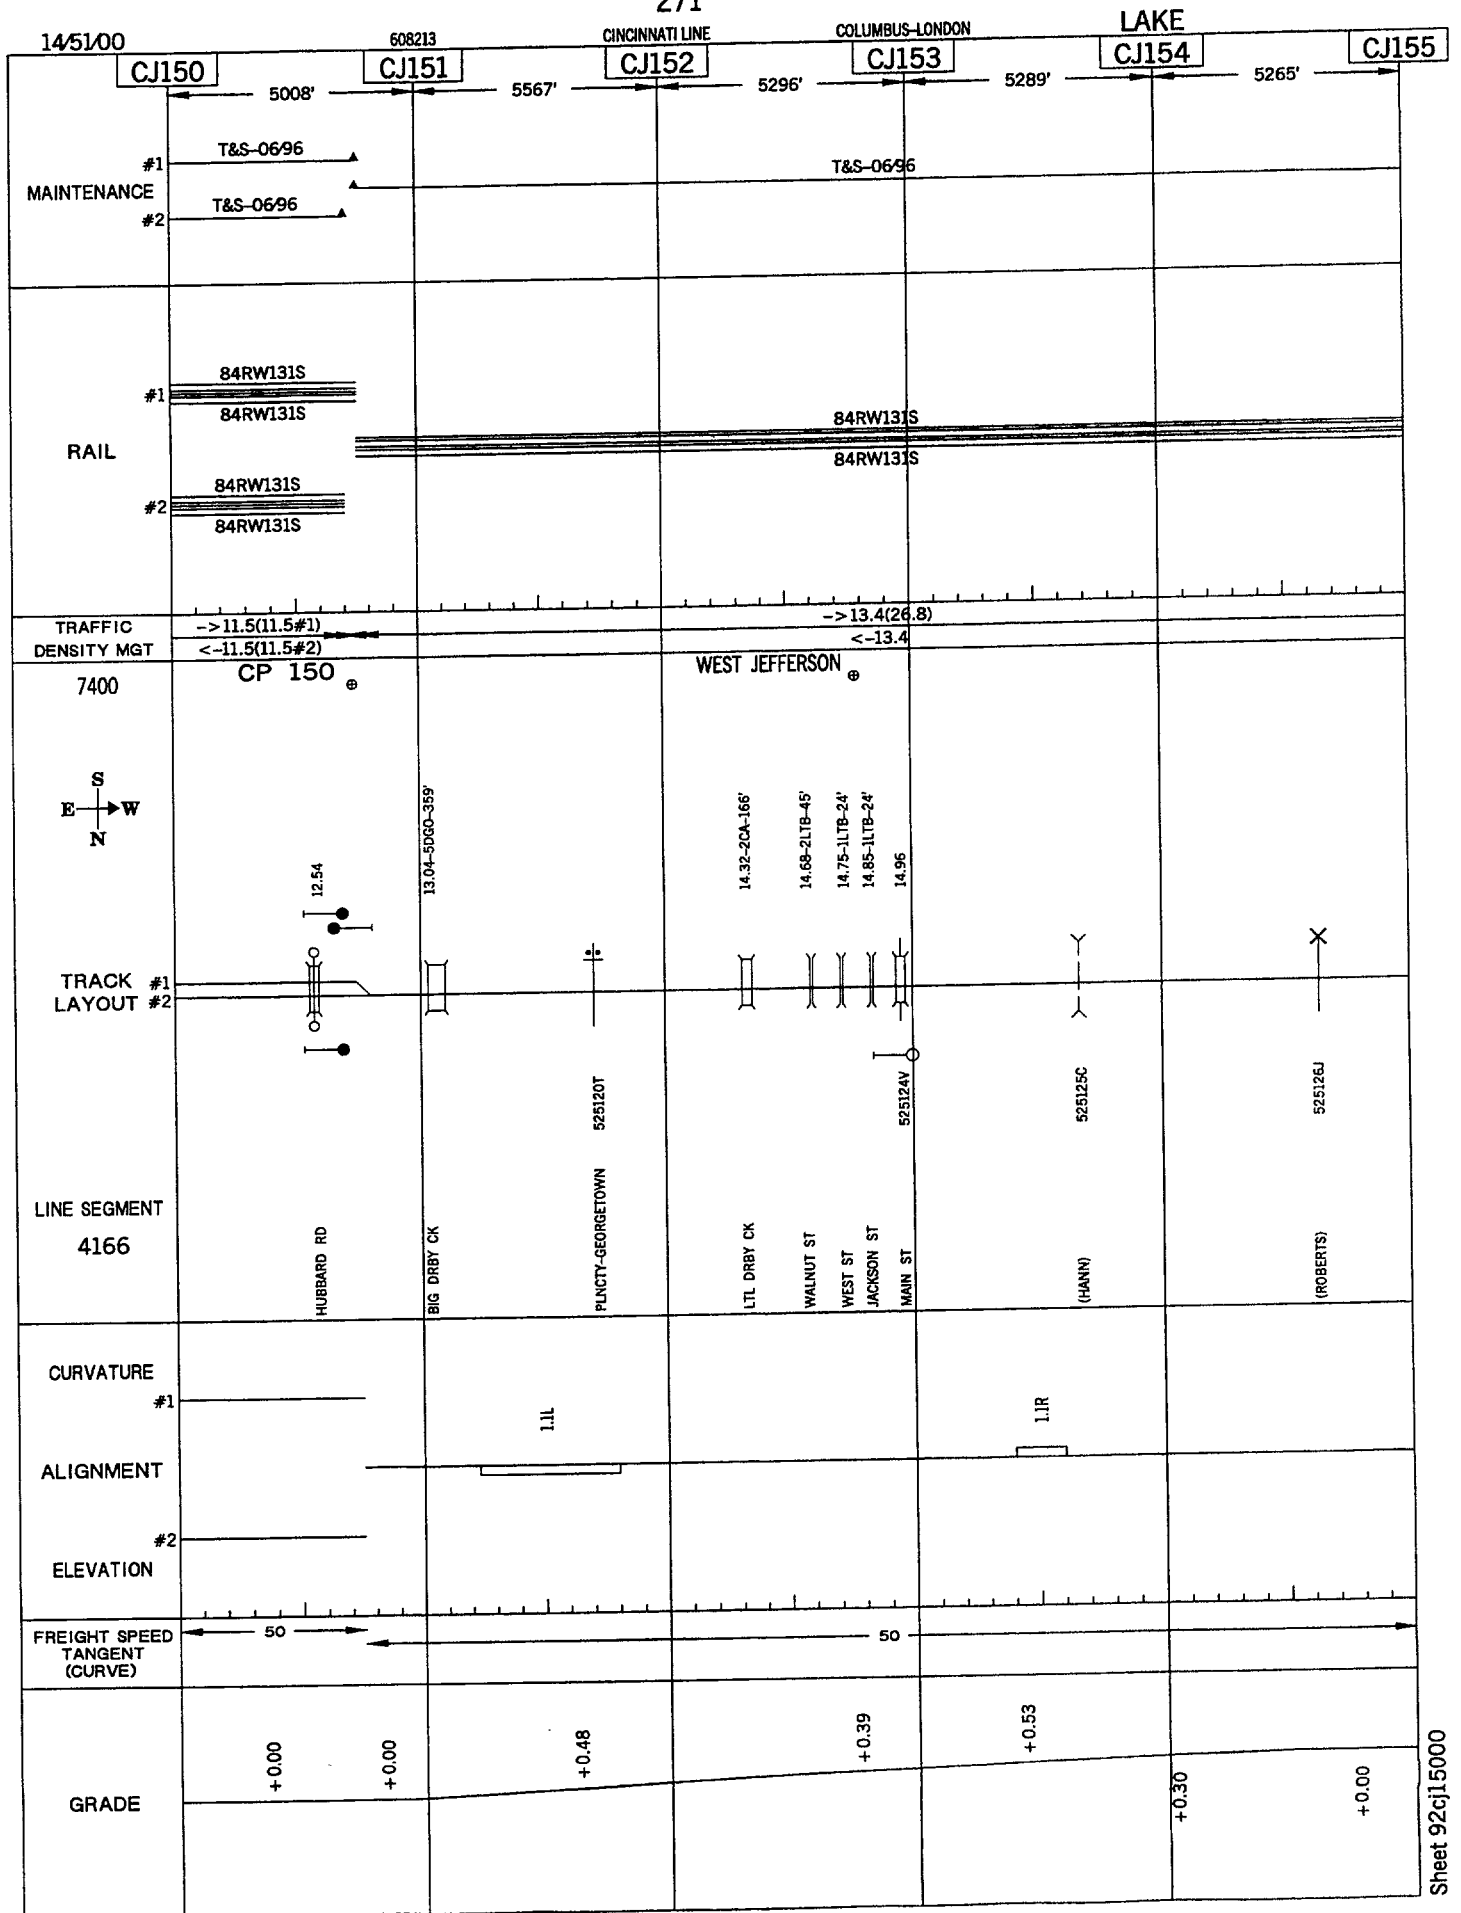 271
14/51/00
608213
CINCINNATI LINE
COLUMBUS-LONDON
LAKE
CJ150
CJ151
CJ152
CJ153
CJ154
CJ155
5008'
5567'
5296'
5289'
5265'
MAINTENANCE
#1
T&S-06/96
T&S-06/96
#2
T&S-06/96
RAIL
#1
84RW131S
84RW131S
84RW131S
84RW131S
#2
84RW131S
84RW131S
TRAFFIC
DENSITY MGT
->11.5(11.5#1)
<-11.5(11.5#2)
->13.4(26.8)
<-13.4
7400
CP 150
WEST JEFFERSON
S
E
W
N
12.54
13.04-5DGO-359'
14.32-2CA-166'
14.68-2LTB-45'
14.75-1LTB-24'
14.85-1LTB-24'
14.96
TRACK #1
LAYOUT #2
525120T
525124V
525125C
525126J
LINE SEGMENT
4166
HUBBARD RD
BIG DRBY CK
PLNCTY-GEORGETOWN
LTL DRBY CK
WALNUT ST
WEST ST
JACKSON ST
MAIN ST
(HANN)
(ROBERTS)
CURVATURE
#1
1.1L
1.1R
ALIGNMENT
#2
ELEVATION
FREIGHT SPEED
TANGENT
(CURVE)
50
50
GRADE
+0.00
+0.00
+0.48
+0.39
+0.53
+0.30
+0.00
Sheet 92cj15000